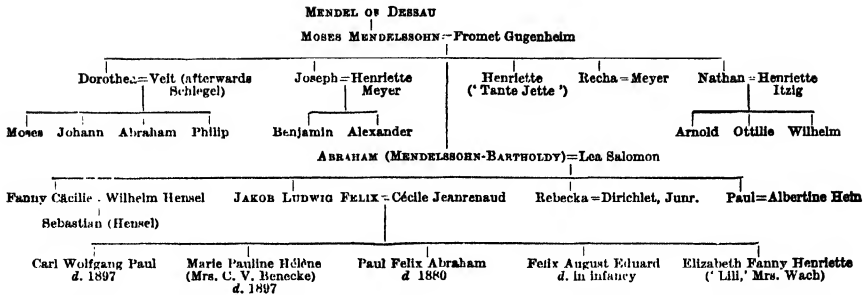 MENDEL OF DESSAU
MOSES MENDELSSOHN=Fromet Gugenheim
Dorothea=Veit (afterwards Schlegel)
Joseph=Henriette Meyer
Henriette ('Tante Jette')
Recha=Meyer
Nathan=Henriette Itzig
Moses Johann Abraham Philip
Benjamin Alexander
Arnold Ottilie Wilhelm
ABRAHAM (MENDELSSOHN-BARTHOLDY)=Lea Salomon
Fanny Cäcilie=Wilhelm Hensel
JAKOB LUDWIG FELIX=Cécile Jeanrenaud
Rebecka=Dirichlet, Junr.
Paul=Albertine Hein
Sebastian (Hensel)
Carl Wolfgang Paul
d. 1897
Marie Pauline Hélène
(Mrs. C. V. Benecke)
d. 1897
Paul Felix Abraham
d. 1880
Felix August Eduard
d. in infancy
Elizabeth Fanny Henriette
('Lili,' Mrs. Wach)